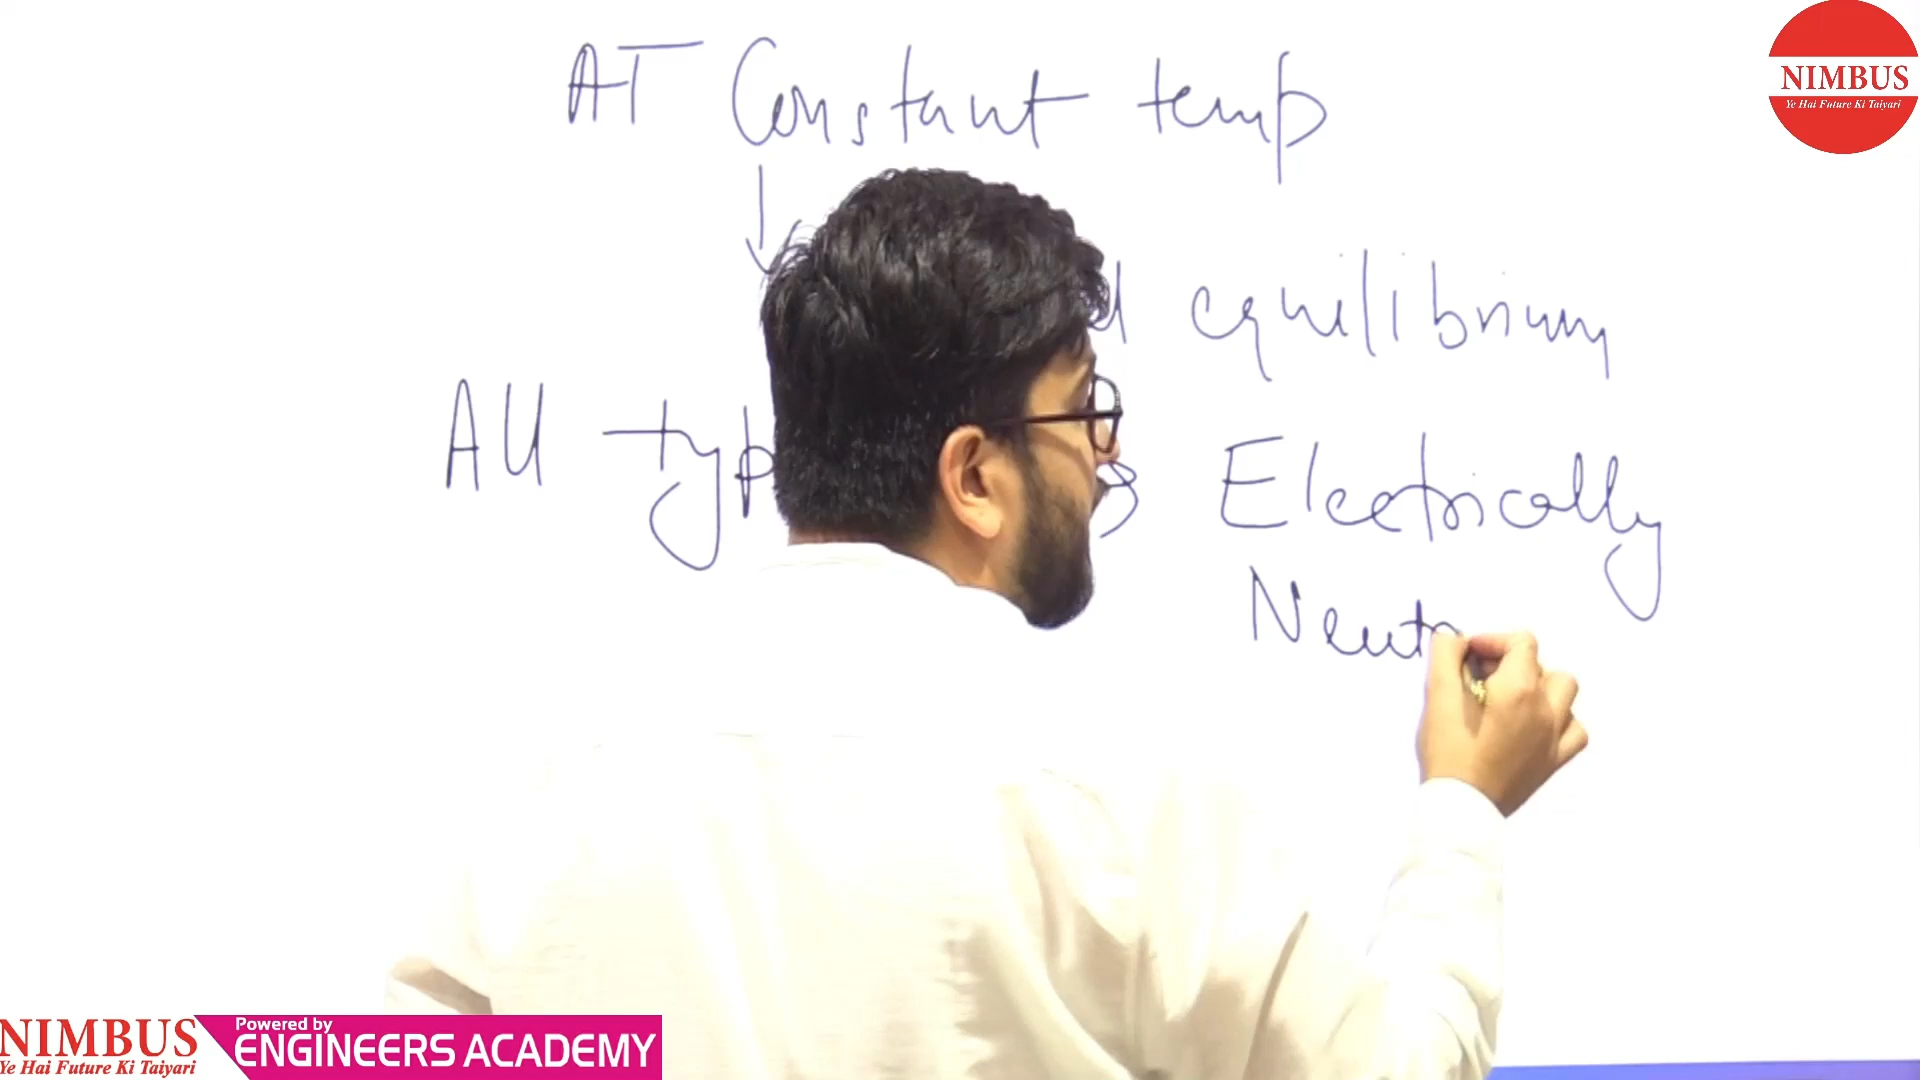 AT Constant temp
NIMBUS
Ye Hai Future Ki Taiyari
equilibrium
All typ
Electrically
Neutr
NIMBUS
Ye Hai Future Ki Taiyari
Powered by
ENGINEERS ACADEMY